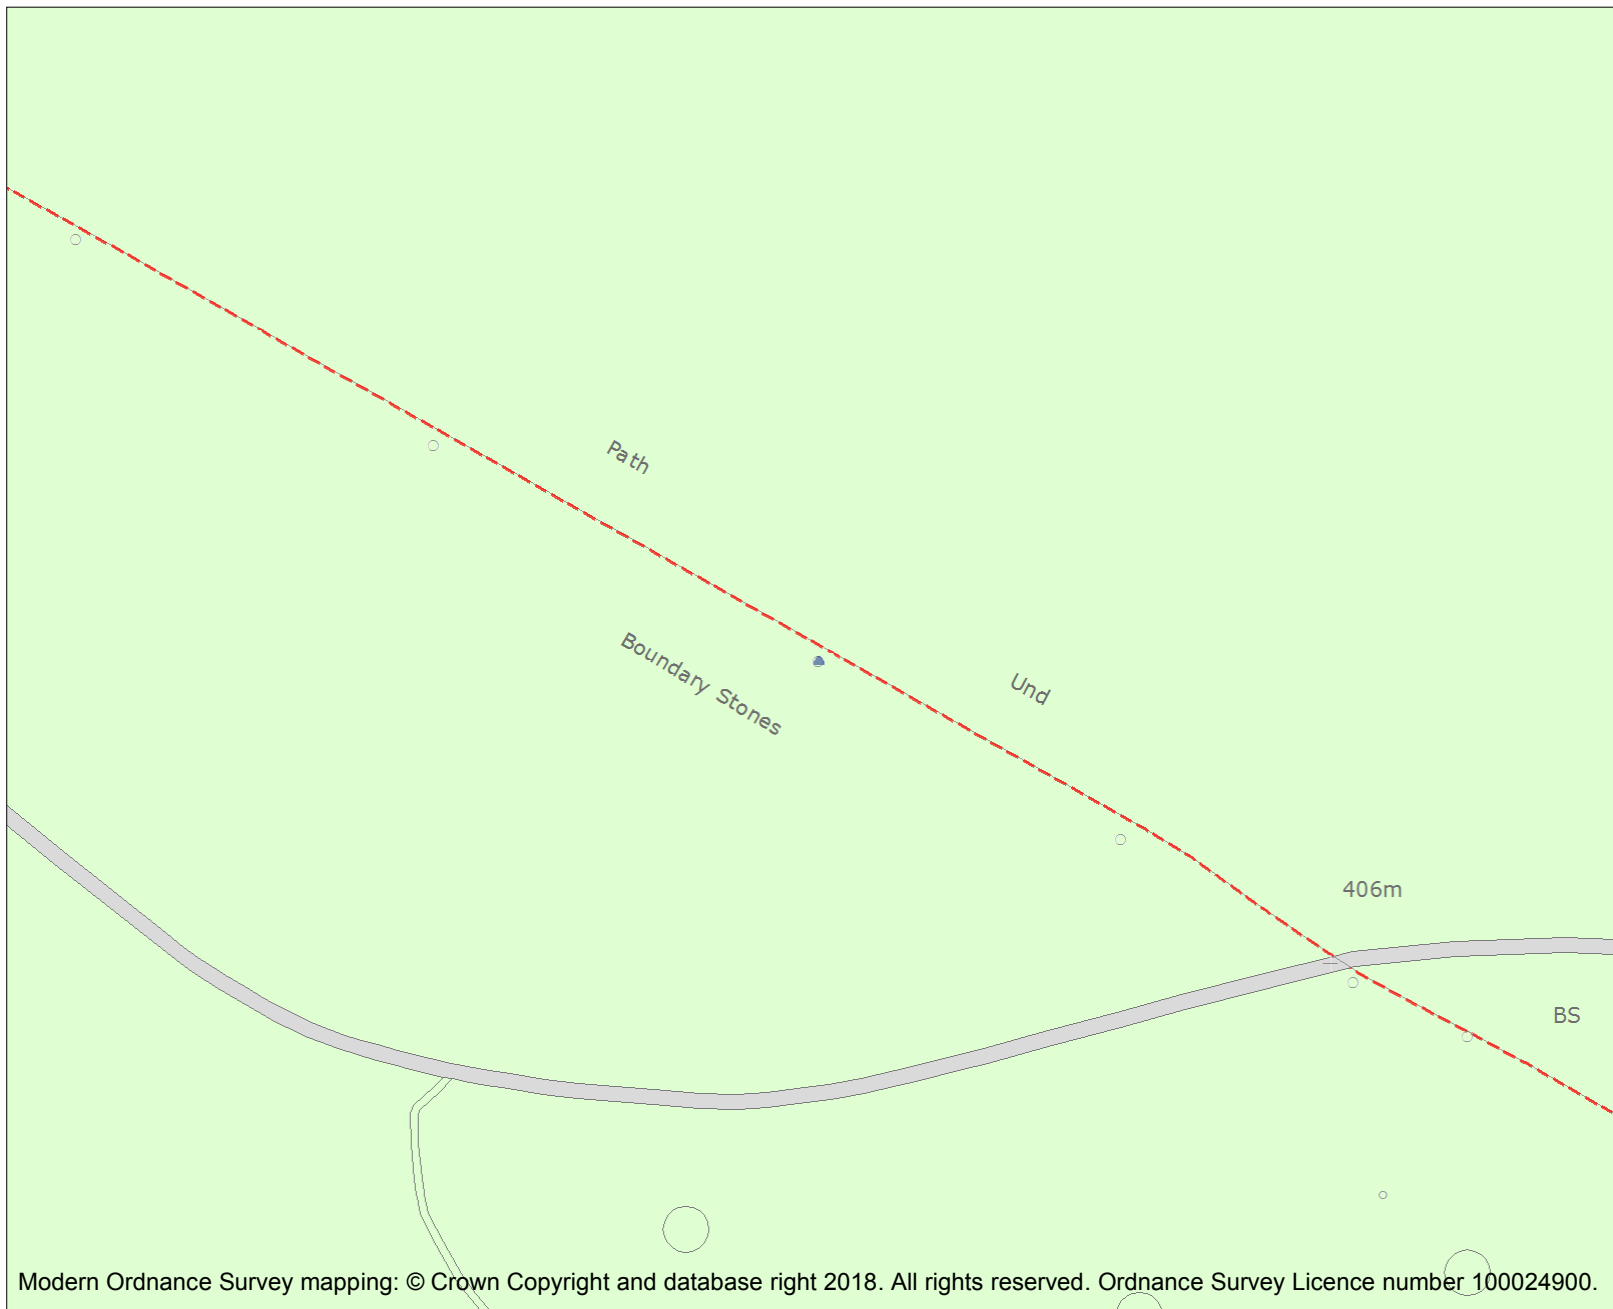 Path
Boundary Stones
Und
406m
BS
Modern Ordnance Survey mapping: © Crown Copyright and database right 2018. All rights reserved. Ordnance Survey Licence number 100024900.